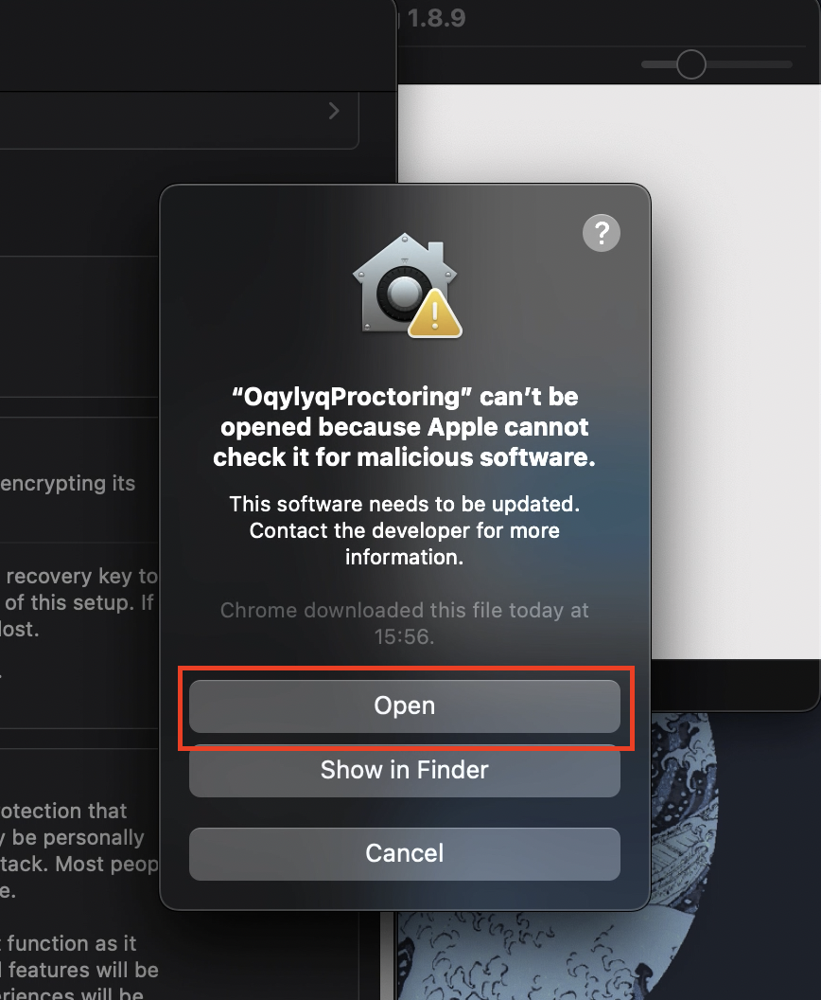 1.8.9
?
“OqylyqProctoring” can’t be
opened because Apple cannot
check it for malicious software.
This software needs to be updated.
Contact the developer for more
information.
Chrome downloaded this file today at
15:56.
Open
Show in Finder
Cancel
encrypting its
recovery key to
of this setup. If
lost.
otection that
y be personally
tack. Most peop
e.
t function as it
d features will be
eriences will be